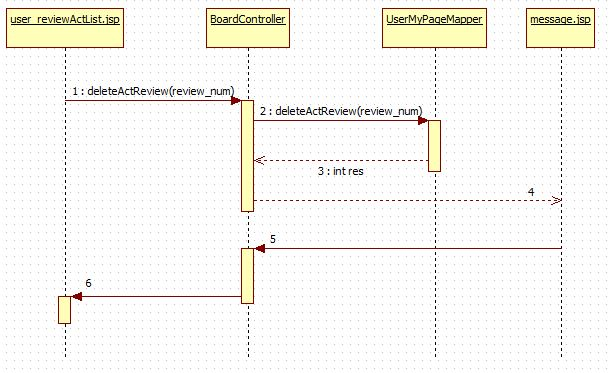 user_reviewActList.jsp
BoardController
UserMyPageMapper
message.jsp
1 : deleteActReview(review_num)
2 : deleteActReview(review_num)
3 : int res
4
5
6